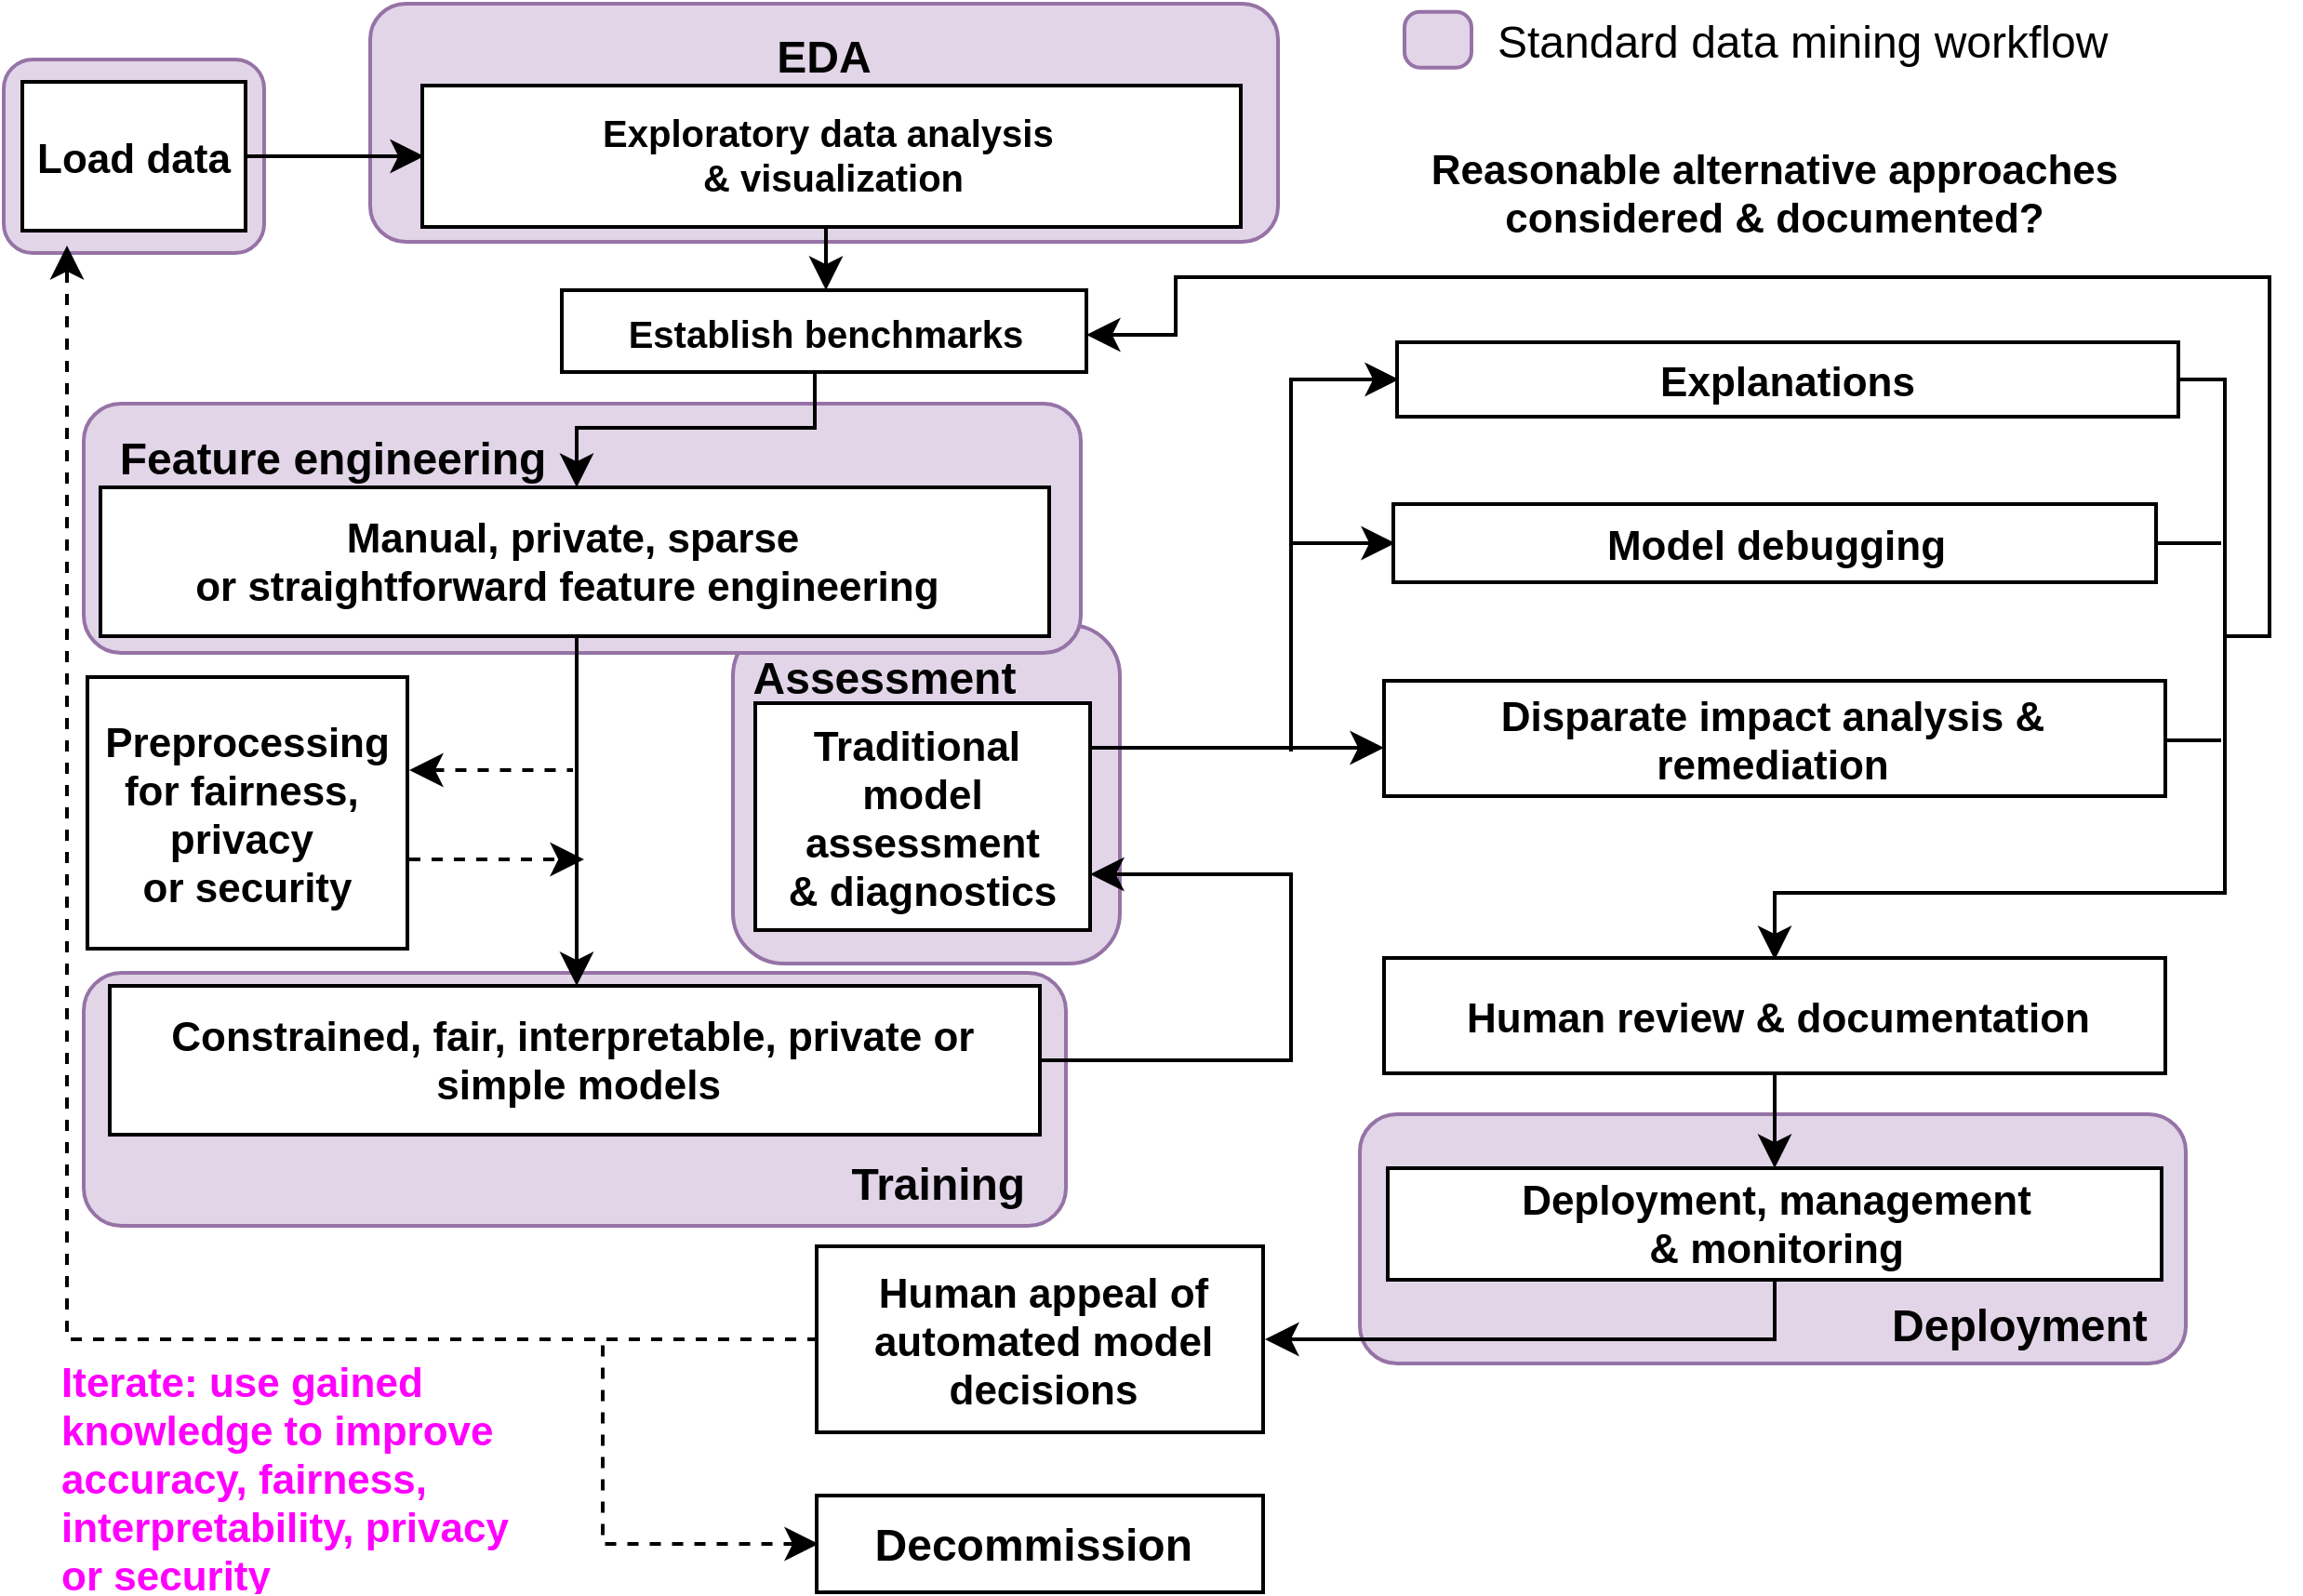 EDA
Standard data mining workflow
Load data
Exploratory data analysis
& visualization
Reasonable alternative approaches
considered & documented?
Establish benchmarks
Explanations
Feature engineering
Manual, private, sparse
or straightforward feature engineering
Model debugging
Assessment
Preprocessing
for fairness,
privacy
or security
Traditional
model
assessment
& diagnostics
Disparate impact analysis &
remediation
Constrained, fair, interpretable, private or
simple models
Training
Human review & documentation
Deployment, management
& monitoring
Deployment
Human appeal of
automated model
decisions
Iterate: use gained
knowledge to improve
accuracy, fairness,
interpretability, privacy
or security
Decommission